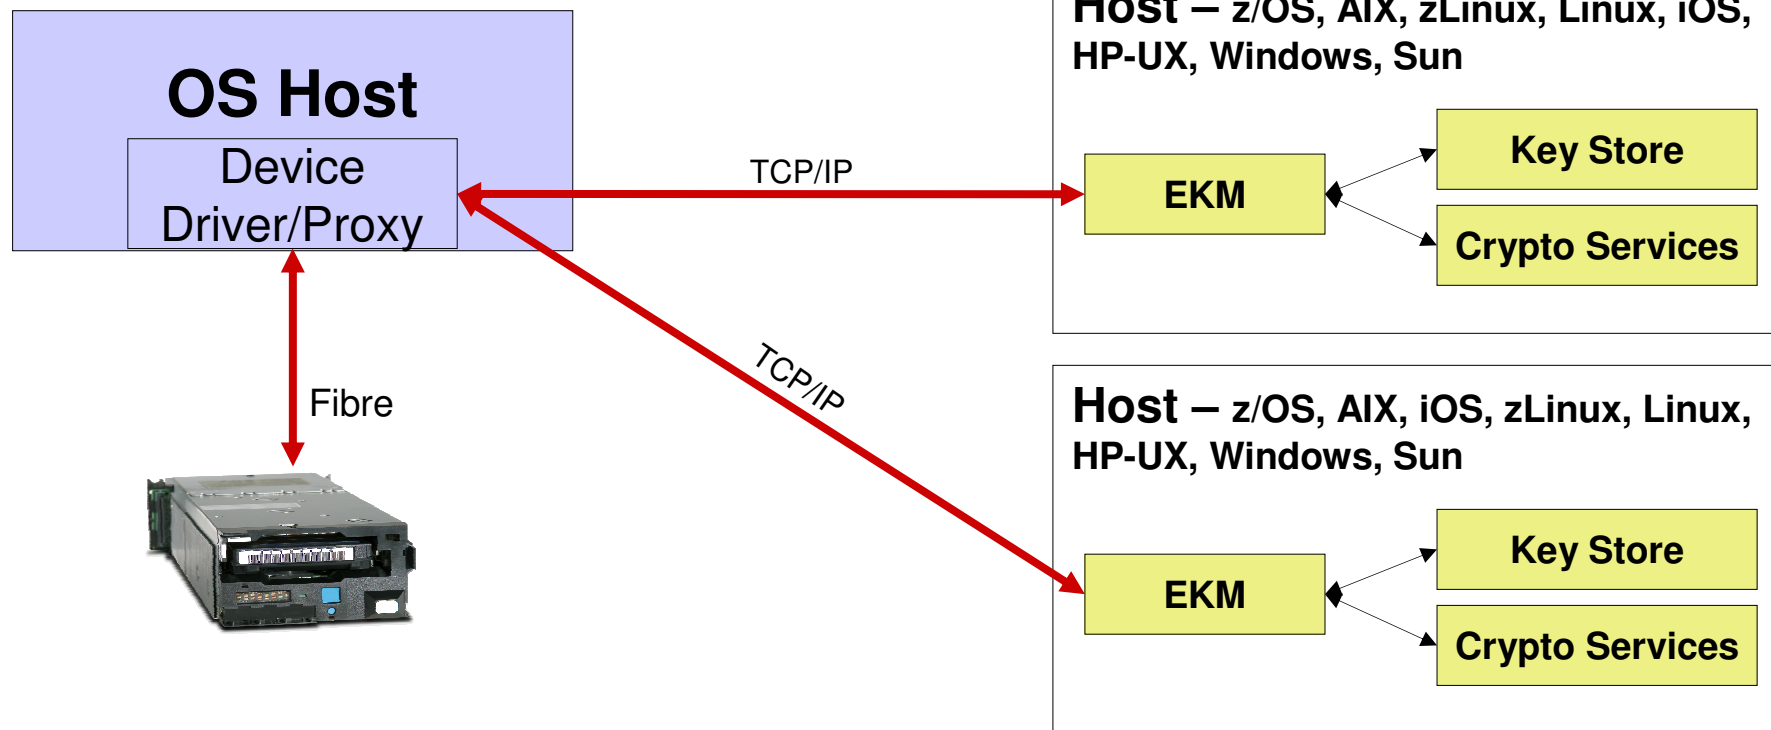 OS Host
Device
Driver/Proxy
TCP/IP
Fibre
TCP/IP
Host – z/OS, AIX, zLinux, Linux, iOS,
HP-UX, Windows, Sun
EKM
Key Store
Crypto Services
Host – z/OS, AIX, iOS, zLinux, Linux,
HP-UX, Windows, Sun
EKM
Key Store
Crypto Services